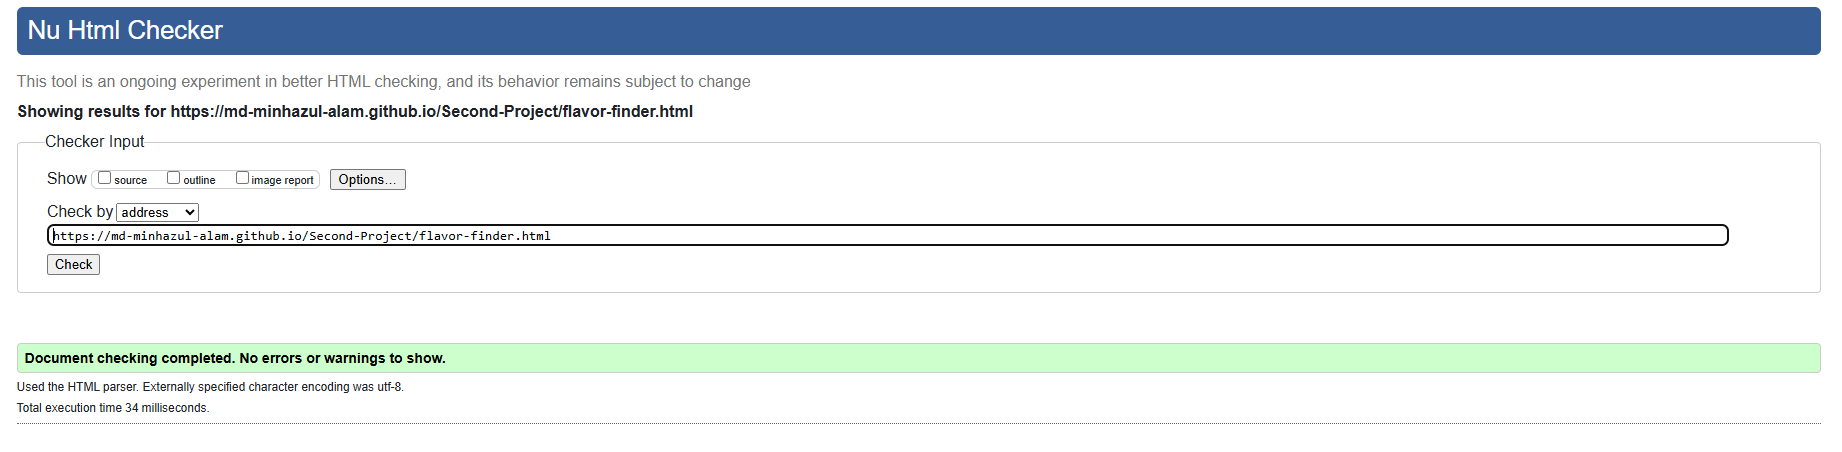 Nu Html Checker
This tool is an ongoing experiment in better HTML checking, and its behavior remains subject to change
Showing results for https://md-minhazul-alam.github.io/Second-Project/flavor-finder.html
Checker Input
Show source outline image report Options...
Check by address
https://md-minhazul-alam.github.io/Second-Project/flavor-finder.html
Check
Document checking completed. No errors or warnings to show.
Used the HTML parser. Externally specified character encoding was utf-8.
Total execution time 34 milliseconds.